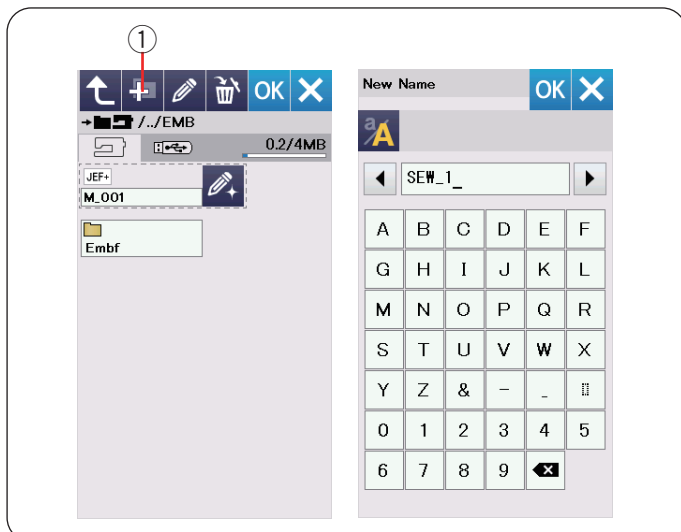 ①
OK
→ /../EMB
0.2/4MB
JEF+
M_001
Embf
New Name
OK
a/A
SEW_1_
A B C D E F
G H I J K L
M N O P Q R
S T U V W X
Y Z & - _
0 1 2 3 4 5
6 7 8 9